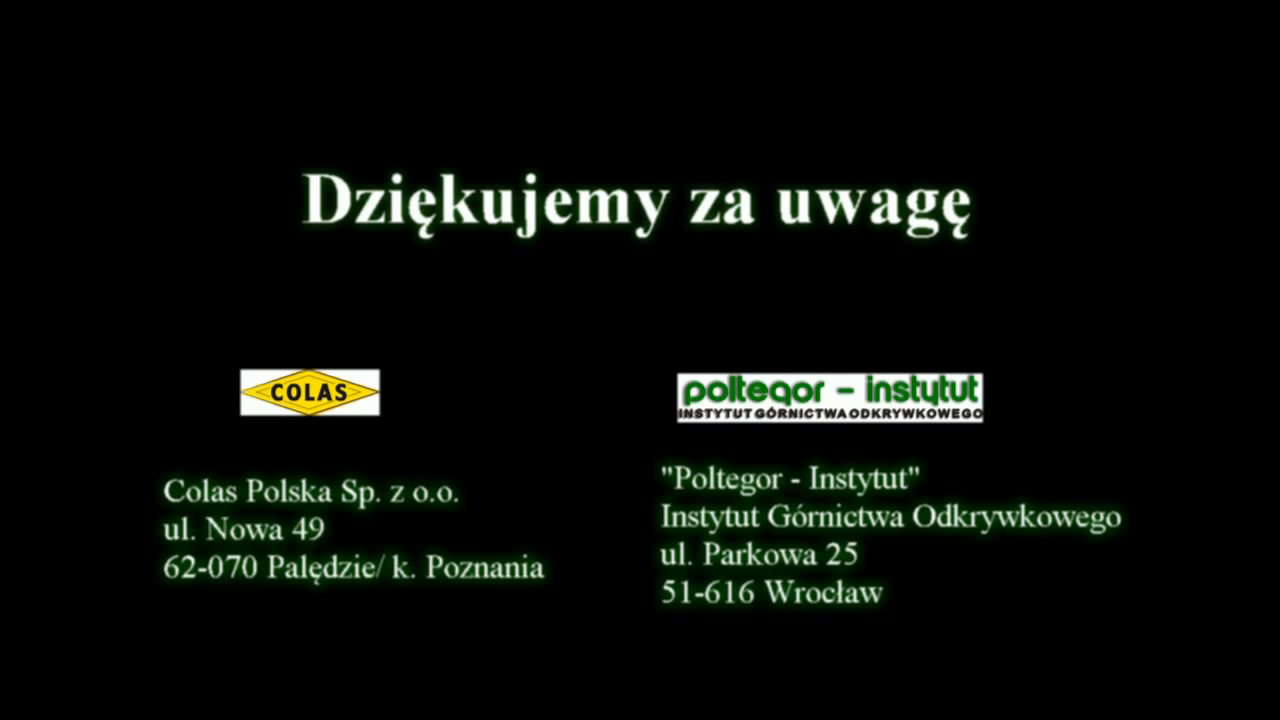 Dziękujemy za uwagę
COLAS
Colas Polska Sp. z o.o.
ul. Nowa 49
62-070 Palędzie/ k. Poznania
poltegor – instytut
INSTYTUT GÓRNICTWA ODKRYWKOWEGO
"Poltegor - Instytut"
Instytut Górnictwa Odkrywkowego
ul. Parkowa 25
51-616 Wrocław